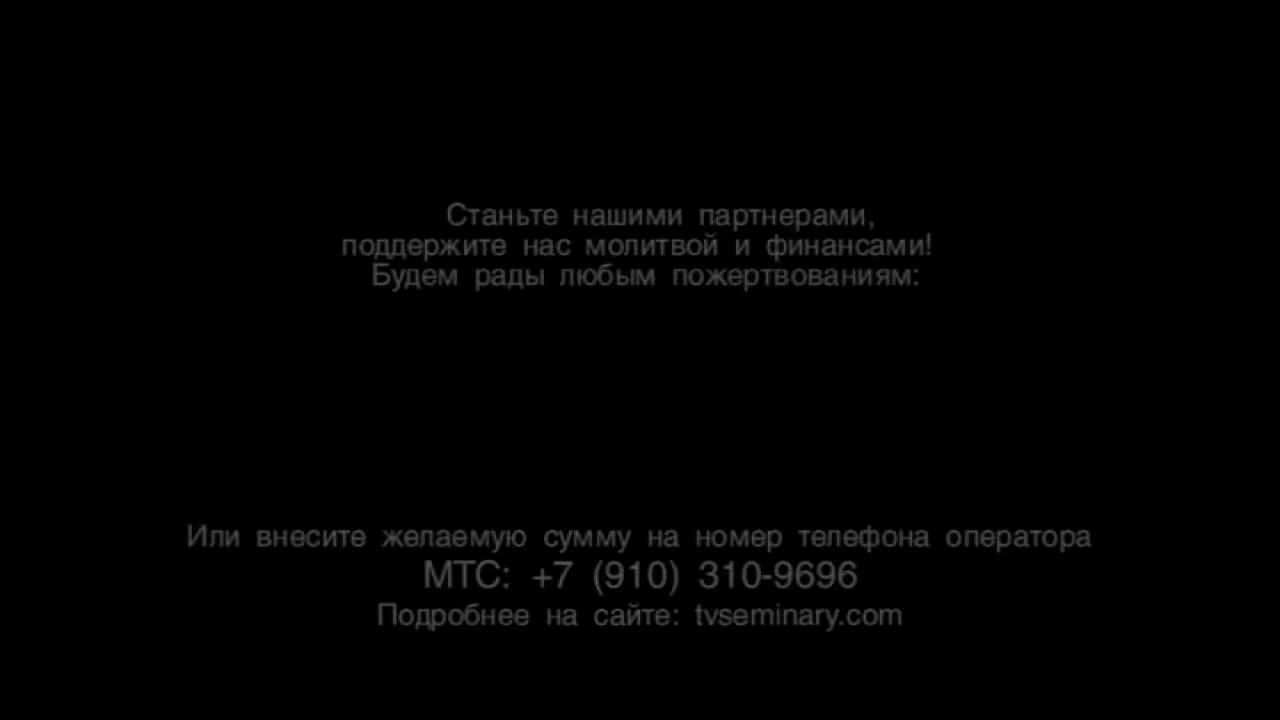 Станьте нашими партнерами,
поддержите нас молитвой и финансами!
Будем рады любым пожертвованиям:
Или внесите желаемую сумму на номер телефона оператора
МТС: +7 (910) 310-9696
Подробнее на сайте: tvseminary.com